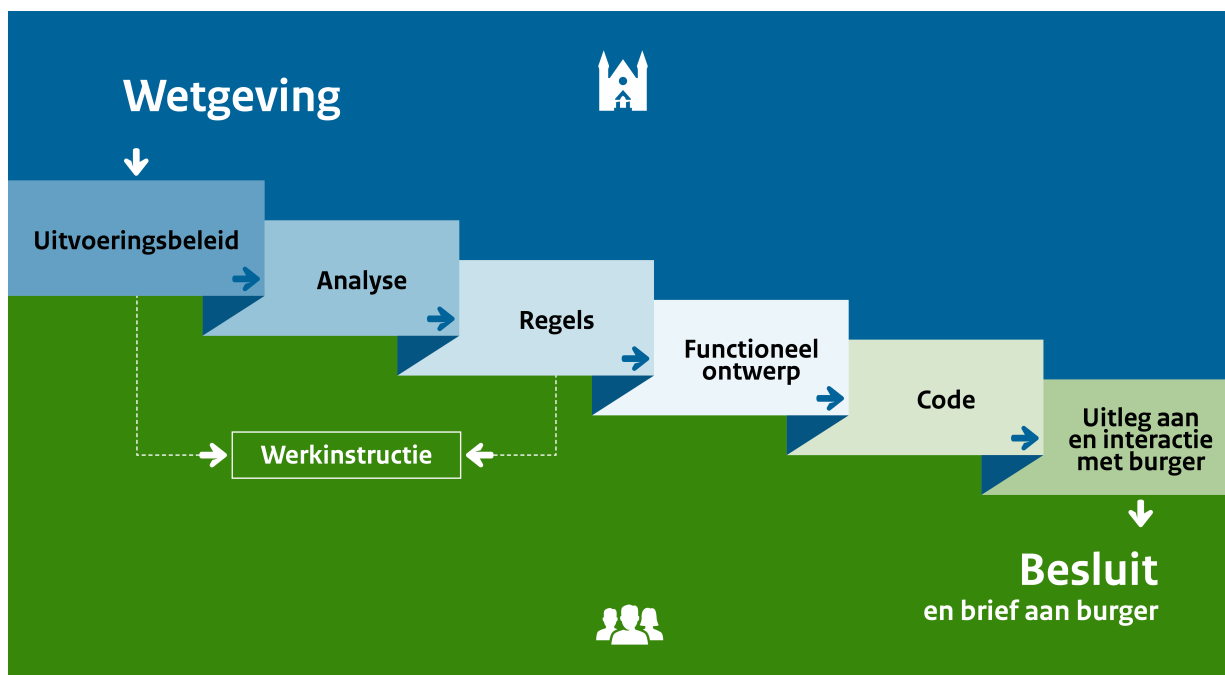 Wetgeving
Uitvoeringsbeleid
Analyse
Regels
Functioneel
ontwerp
Code
Uitleg aan
en interactie
met burger
Werkinstructie
Besluit
en brief aan burger